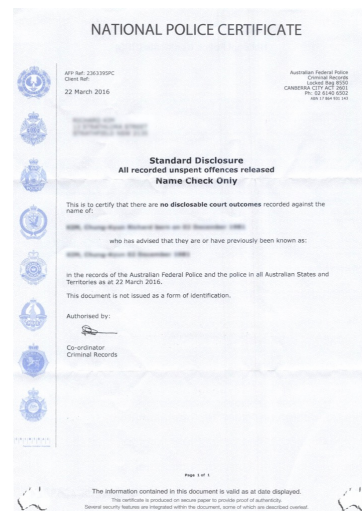 NATIONAL POLICE CERTIFICATE
AFP Ref: 2363395PC
Client Ref:
22 March 2016
Australian Federal Police
Criminal Records
Locked Bag 8550
CANBERRA CITY ACT 2601
Ph: 02 6140 6502
ABN 17 864 931 143
Standard Disclosure
All recorded unspent offences released
Name Check Only
This is to certify that there are no disclosable court outcomes recorded against the
name of:
who has advised that they are or have previously been known as:
in the records of the Australian Federal Police and the police in all Australian States and
Territories as at 22 March 2016.
This document is not issued as a form of identification.
Authorised by:
Co-ordinator
Criminal Records
Page 1 of 1
The information contained in this document is valid as at date displayed.
This certificate is produced on secure paper to provide proof of authenticity.
Several security features are integrated within the document, some of which are described overleaf.